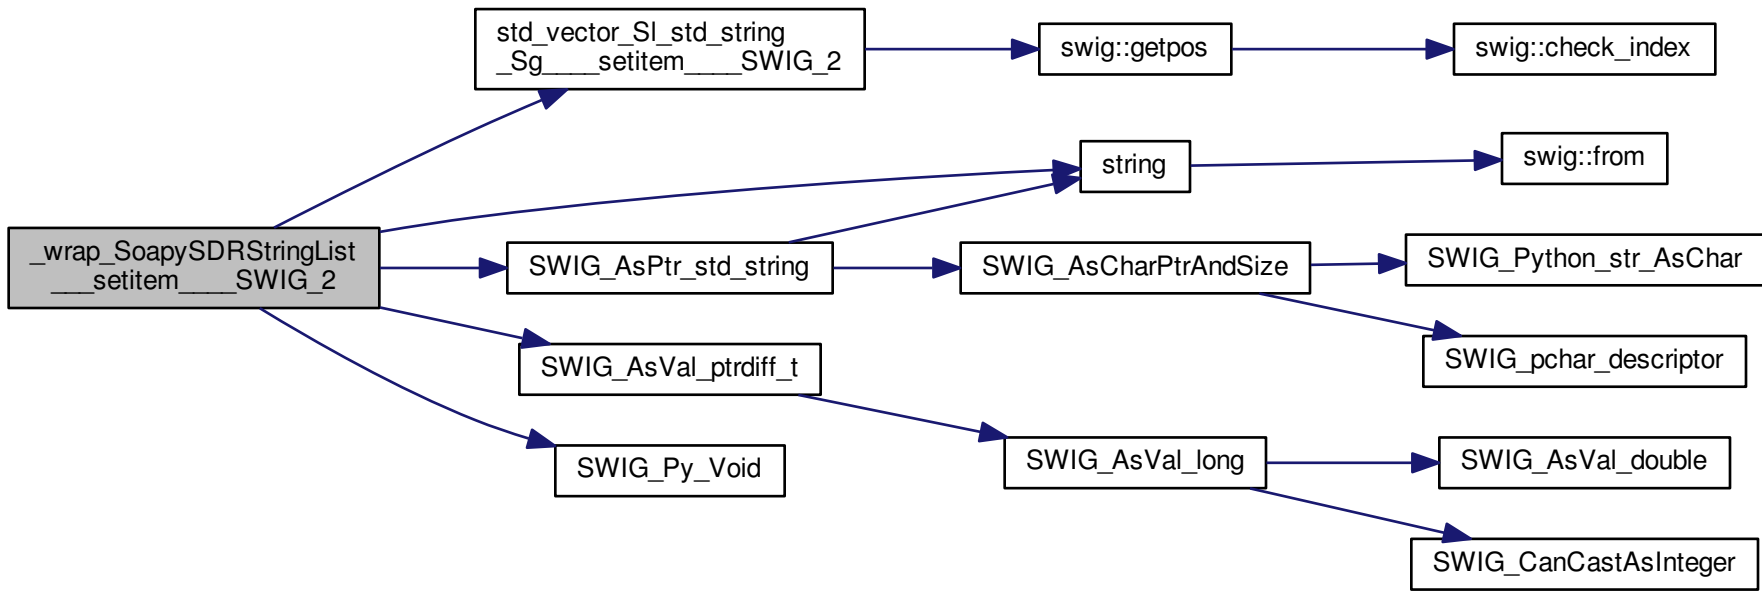 std_vector_Sl_std_string
_Sg____setitem____SWIG_2
swig::getpos
swig::check_index
string
swig::from
_wrap_SoapySDRStringList
___setitem____SWIG_2
SWIG_AsPtr_std_string
SWIG_AsCharPtrAndSize
SWIG_Python_str_AsChar
SWIG_pchar_descriptor
SWIG_AsVal_ptrdiff_t
SWIG_AsVal_long
SWIG_AsVal_double
SWIG_Py_Void
SWIG_CanCastAsInteger